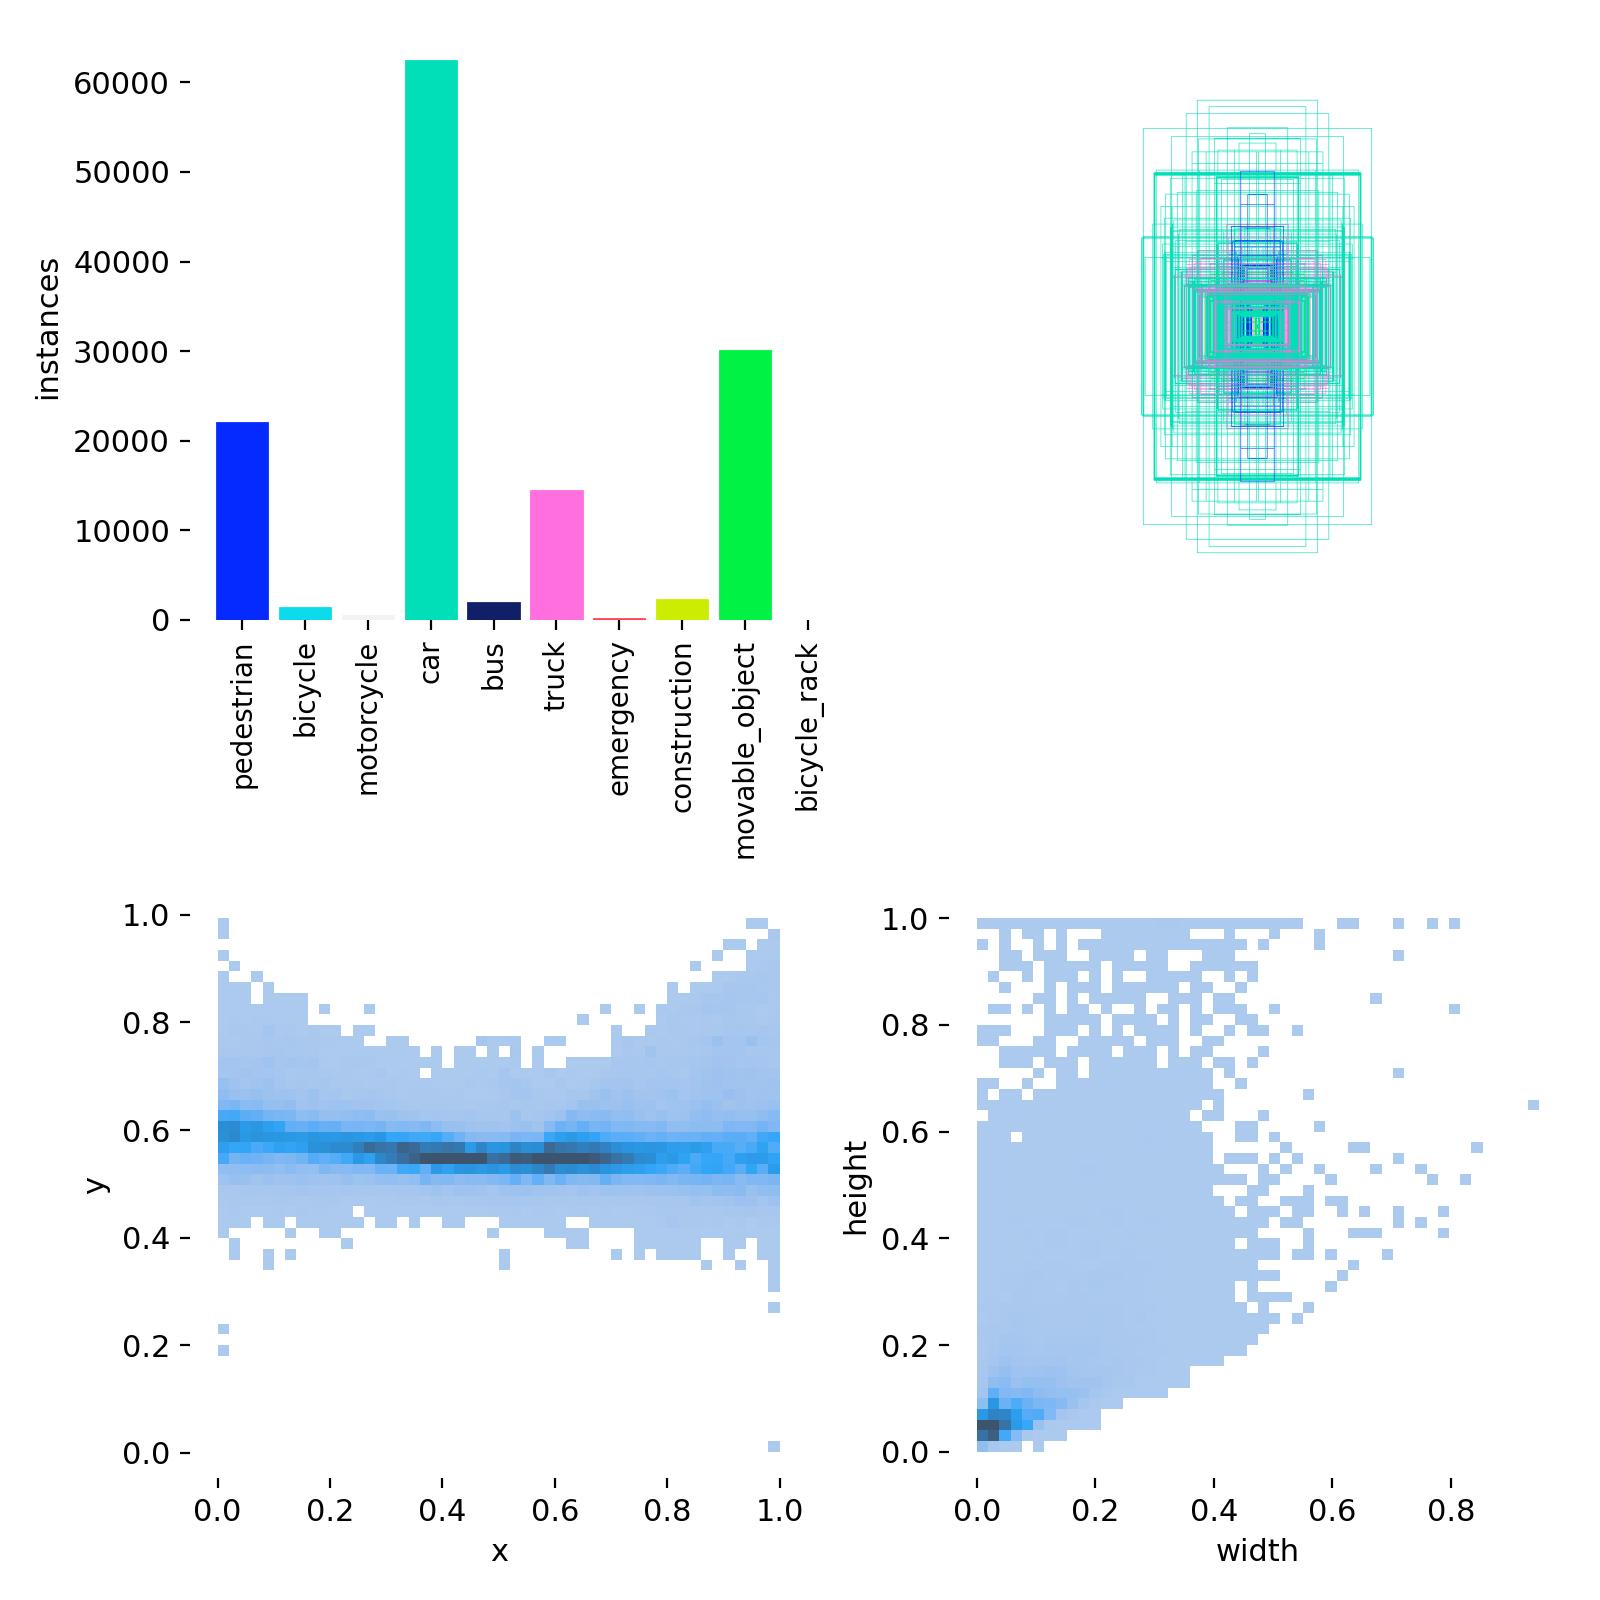 60000
50000
40000
30000
20000
10000
0
instances
pedestrian
bicycle
motorcycle
car
bus
truck
emergency
construction
movable_object
bicycle_rack
1.0
0.8
0.6
0.4
0.2
0.0
y
0.0 0.2 0.4 0.6 0.8 1.0
x
1.0
0.8
0.6
0.4
0.2
0.0
height
0.0 0.2 0.4 0.6 0.8
width